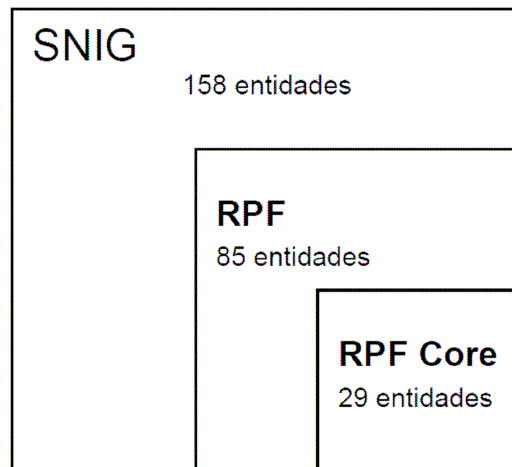 SNIG
158 entidades
RPF
85 entidades
RPF Core
29 entidades